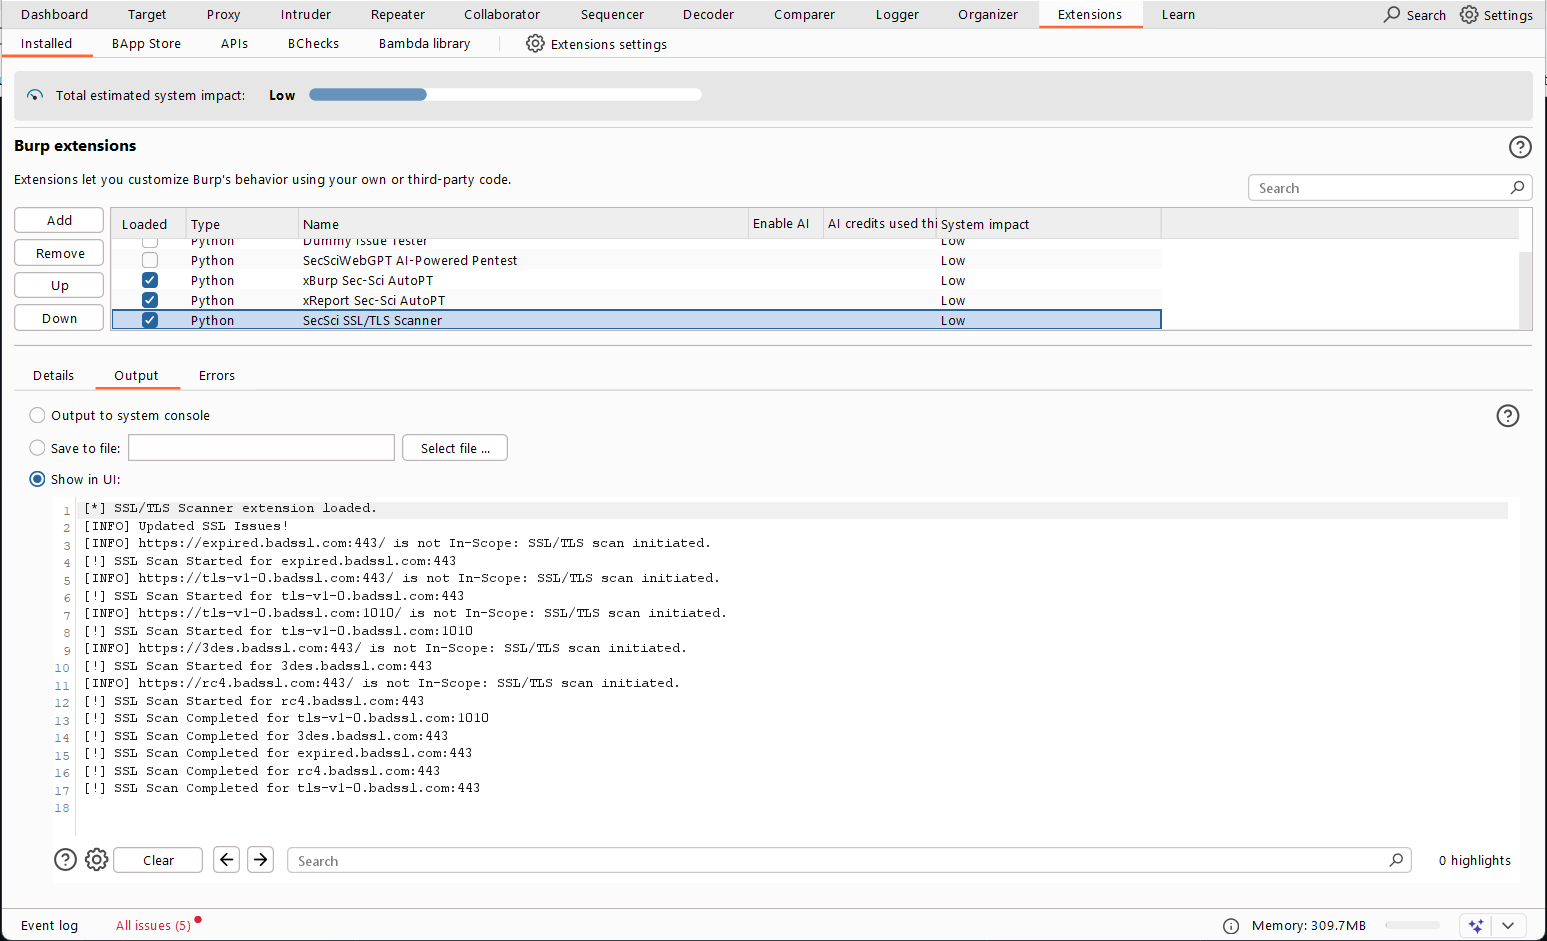 Dashboard Target Proxy Intruder Repeater Collaborator Sequencer Decoder Comparer Logger Organizer Extensions Learn Search Settings
Installed BApp Store APIs BChecks Bambda library Extensions settings
Total estimated system impact: Low
Burp extensions
Extensions let you customize Burp's behavior using your own or third-party code.
Search
Add
Remove
Up
Down
Loaded Type Name Enable AI AI credits used thi System impact
Python Dummy Issue Tester Low
Python SecSciWebGPT AI-Powered Pentest Low
Python xBurp Sec-Sci AutoPT Low
Python xReport Sec-Sci AutoPT Low
Python SecSci SSL/TLS Scanner Low
Details Output Errors
Output to system console
Save to file: Select file ...
Show in UI:
1 [*] SSL/TLS Scanner extension loaded.
2 [INFO] Updated SSL Issues!
3 [INFO] https://expired.badssl.com:443/ is not In-Scope: SSL/TLS scan initiated.
4 [!] SSL Scan Started for expired.badssl.com:443
5 [INFO] https://tls-v1-0.badssl.com:443/ is not In-Scope: SSL/TLS scan initiated.
6 [!] SSL Scan Started for tls-v1-0.badssl.com:443
7 [INFO] https://tls-v1-0.badssl.com:1010/ is not In-Scope: SSL/TLS scan initiated.
8 [!] SSL Scan Started for tls-v1-0.badssl.com:1010
9 [INFO] https://3des.badssl.com:443/ is not In-Scope: SSL/TLS scan initiated.
10 [!] SSL Scan Started for 3des.badssl.com:443
11 [INFO] https://rc4.badssl.com:443/ is not In-Scope: SSL/TLS scan initiated.
12 [!] SSL Scan Started for rc4.badssl.com:443
13 [!] SSL Scan Completed for tls-v1-0.badssl.com:1010
14 [!] SSL Scan Completed for 3des.badssl.com:443
15 [!] SSL Scan Completed for expired.badssl.com:443
16 [!] SSL Scan Completed for rc4.badssl.com:443
17 [!] SSL Scan Completed for tls-v1-0.badssl.com:443
18
Clear Search 0 highlights
Event log All issues (5) Memory: 309.7MB